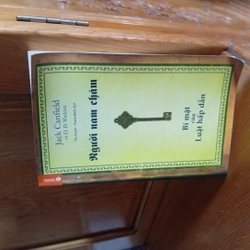 Jack Canfield
và D. D. Watkins
Người nam châm
Bí mật
của
Luật hấp dẫn